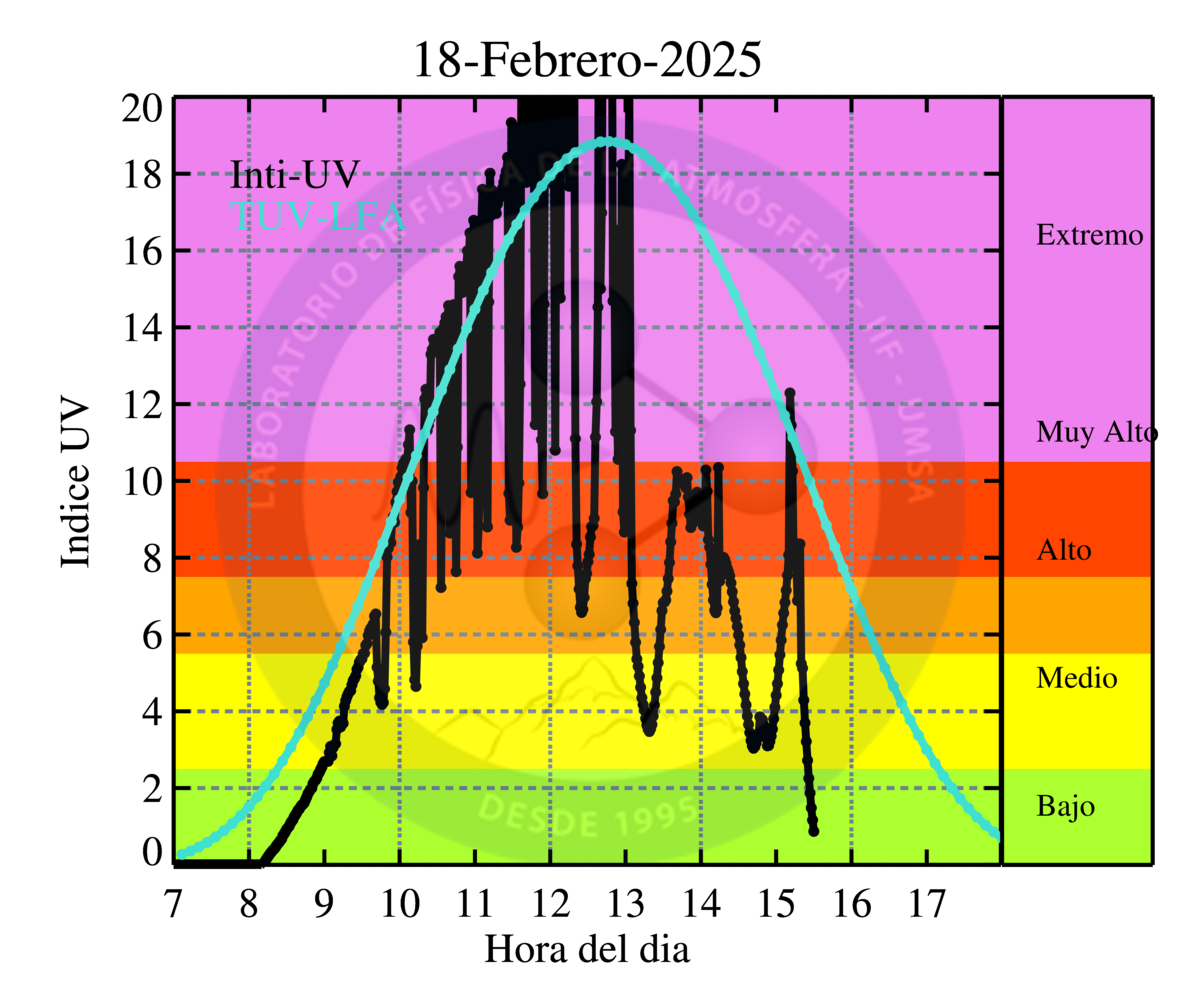 18-Febrero-2025
20
18
16
14
12
10
8
6
4
2
0
Indice UV
Inti-UV
TUV-LFA
LABORATORIO DE FÍSICA DE LA ATMÓSFERA - IIF - UMSA
DESDE 1995
Extremo
Muy Alto
Alto
Medio
Bajo
7 8 9 10 11 12 13 14 15 16 17
Hora del dia